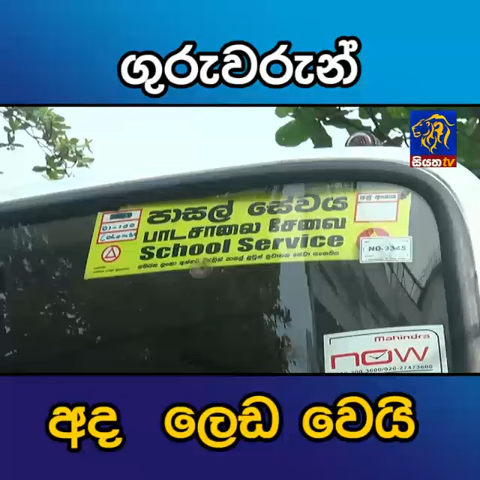 ගුරුවරුන්
සියත tv
පාසල් සේවය
பாடசாலை சேவை
School Service
NO-3345
Mahindra
now
අද ලෙඩ වෙයි